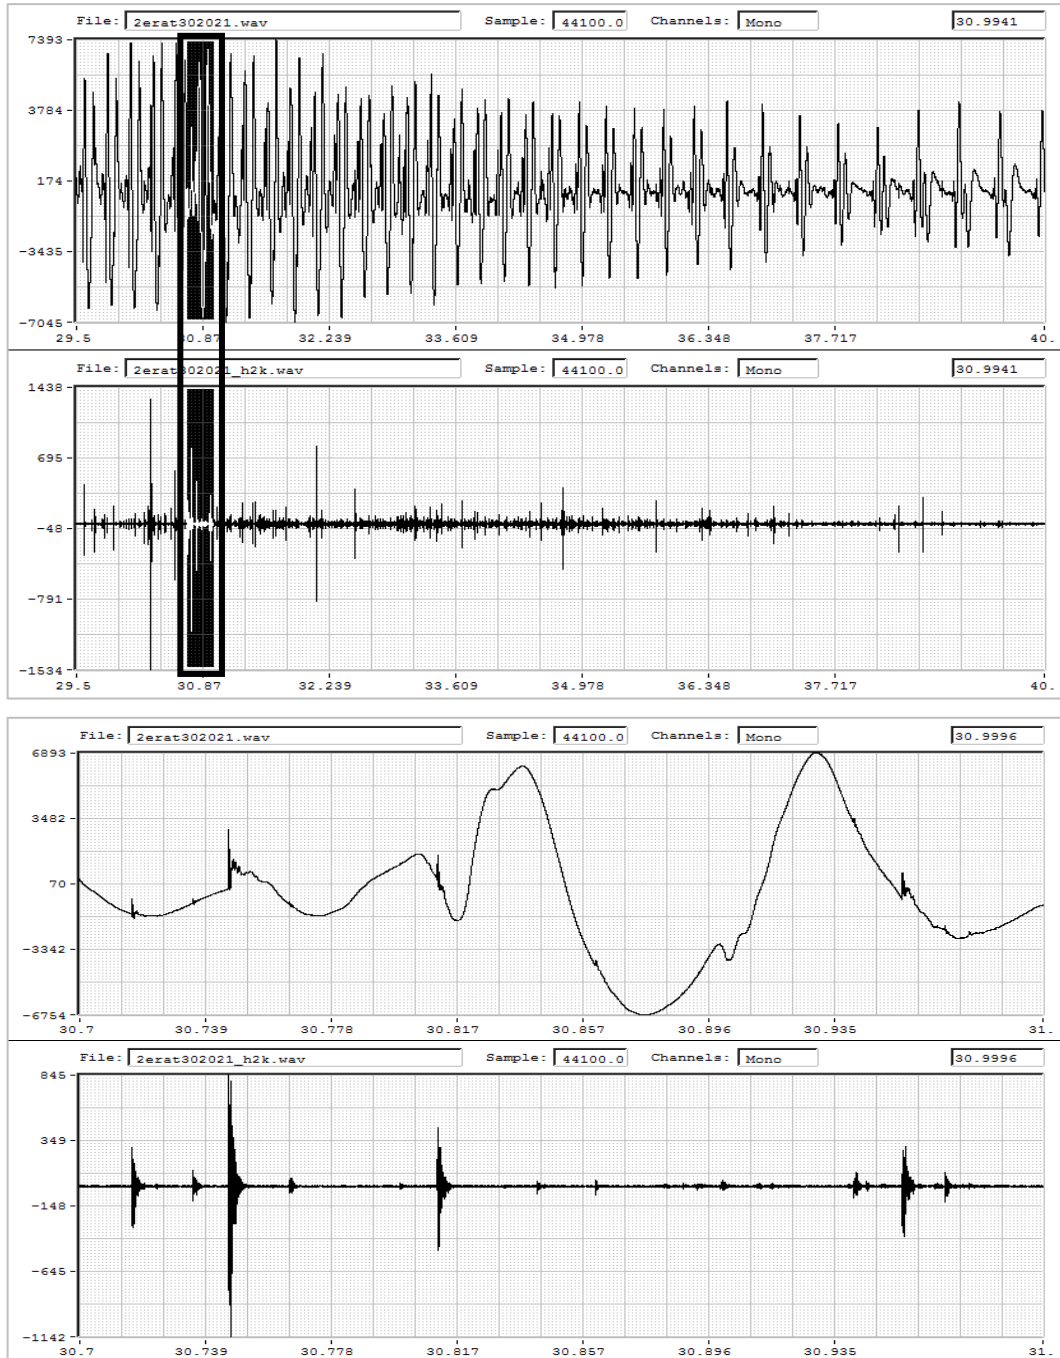 File: 2erat302021.wav Sample: 44100.0 Channels: Mono 30.9941
7393
3784
174
-3435
-7045
29.5 30.87 32.239 33.609 34.978 36.348 37.717 40.
File: 2erat302021_h2k.wav Sample: 44100.0 Channels: Mono 30.9941
1438
695
-48
-791
-1534
29.5 30.87 32.239 33.609 34.978 36.348 37.717 40.
File: 2erat302021.wav Sample: 44100.0 Channels: Mono 30.9996
6893
3482
70
-3342
-6754
30.7 30.739 30.778 30.817 30.857 30.896 30.935 31.
File: 2erat302021_h2k.wav Sample: 44100.0 Channels: Mono 30.9996
845
349
-148
-645
-1142
30.7 30.739 30.778 30.817 30.857 30.896 30.935 31.